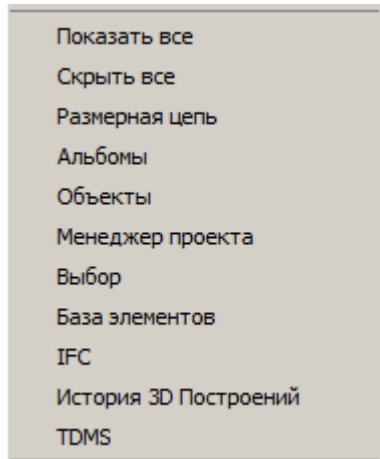 Показать все
Скрыть все
Размерная цепь
Альбомы
Объекты
Менеджер проекта
Выбор
База элементов
IFC
История 3D Построений
TDMS